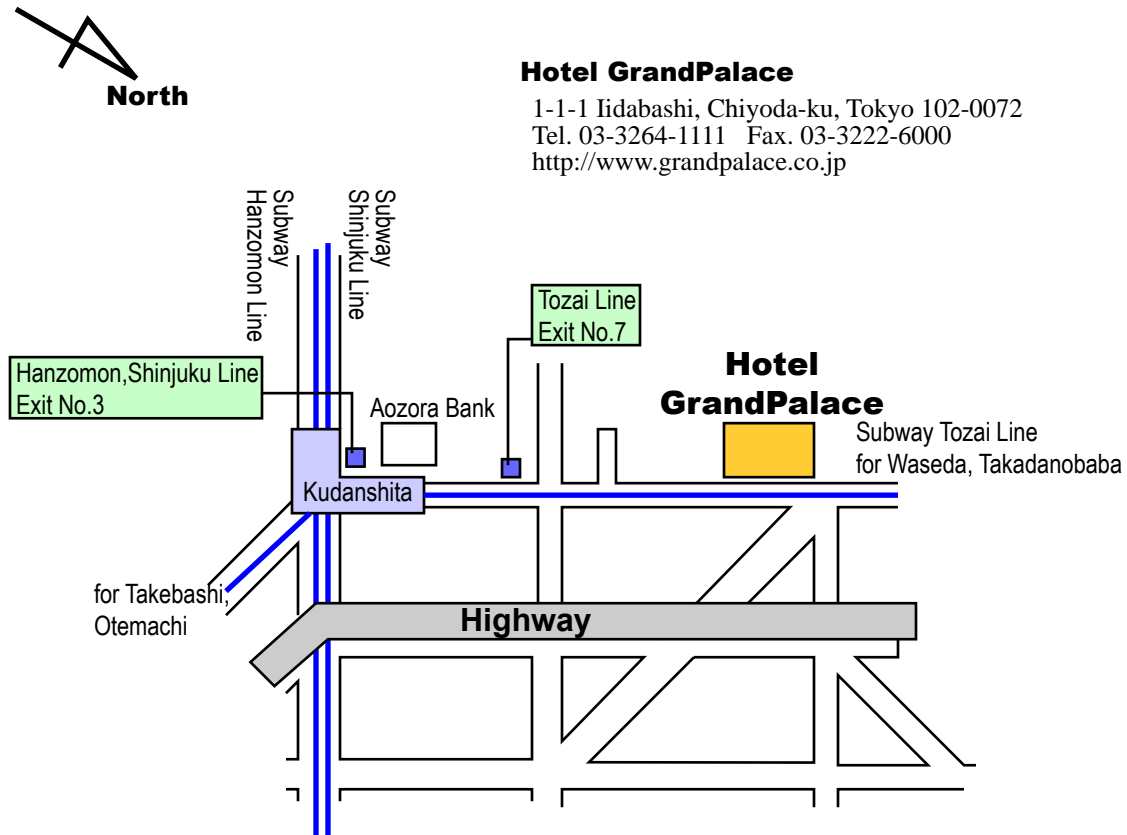 North
Hotel GrandPalace
1-1-1 Iidabashi, Chiyoda-ku, Tokyo 102-0072
Tel. 03-3264-1111 Fax. 03-3222-6000
http://www.grandpalace.co.jp
Subway
Hanzomon Line
Subway
Shinjuku Line
Tozai Line
Exit No.7
Hanzomon,Shinjuku Line
Exit No.3
Aozora Bank
Hotel
GrandPalace
Subway Tozai Line
for Waseda, Takadanobaba
Kudanshita
for Takebashi,
Otemachi
Highway